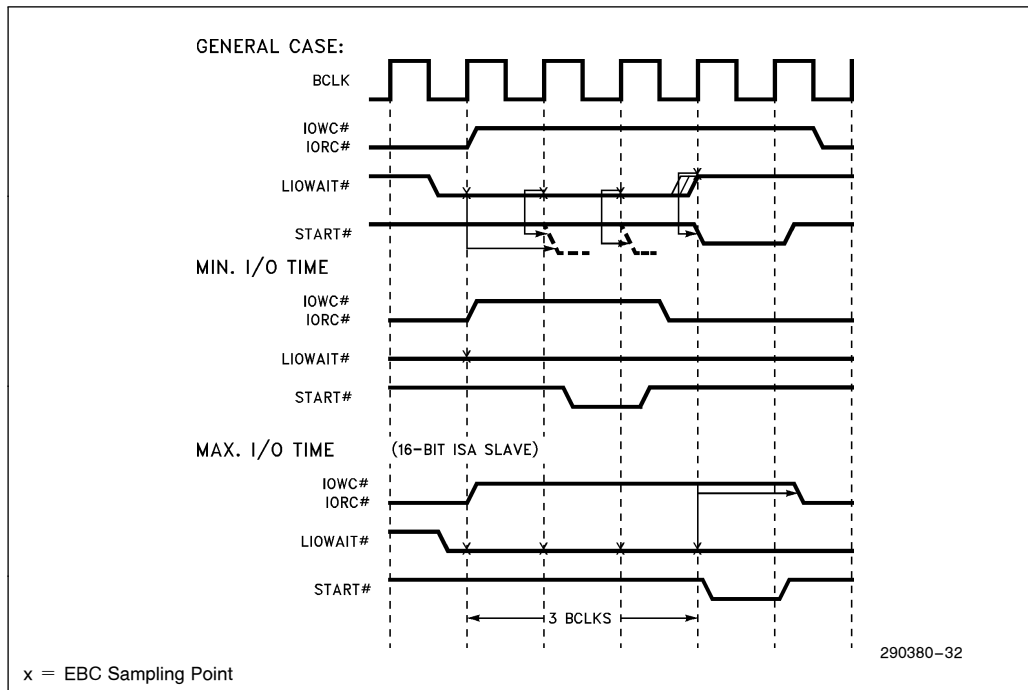 GENERAL CASE:
BCLK
IOWC#
IORC#
LIOWAIT#
START#
MIN. I/O TIME
IOWC#
IORC#
LIOWAIT#
START#
MAX. I/O TIME (16-BIT ISA SLAVE)
IOWC#
IORC#
LIOWAIT#
START#
3 BCLKS
290380-32
x = EBC Sampling Point